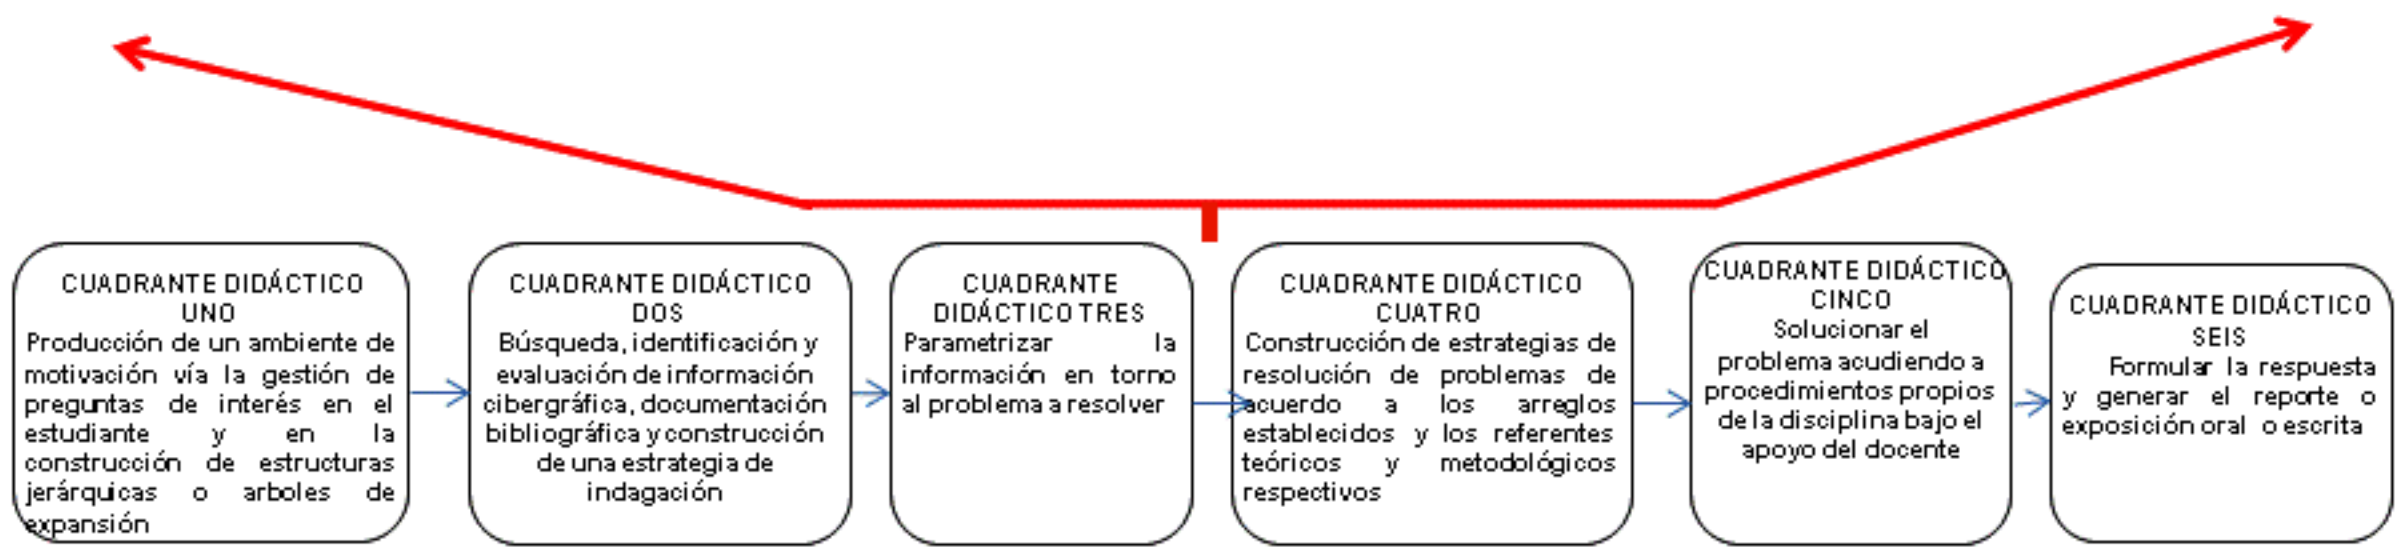 CUADRANTE DIDÁCTICO
UNO
Producción de un ambiente de
motivación vía la gestión de
preguntas de interés en el
estudiante y en la
construcción de estructuras
jerárquicas o arboles de
expansión
CUADRANTE DIDÁCTICO
DOS
Búsqueda, identificación y
evaluación de información
cibergráfica, documentación
bibliográfica y construcción
de una estrategia de
indagación
CUADRANTE
DIDÁCTICO TRES
Parametrizar la
información en torno
al problema a resolver
CUADRANTE DIDÁCTICO
CUATRO
Construcción de estrategias de
resolución de problemas de
acuerdo a los arreglos
establecidos y los referentes
teóricos y metodológicos
respectivos
CUADRANTE DIDÁCTICO
CINCO
Solucionar el
problema acudiendo a
procedimientos propios
de la disciplina bajo el
apoyo del docente
CUADRANTE DIDÁCTICO
SEIS
Formular la respuesta
y generar el reporte o
exposición oral o escrita